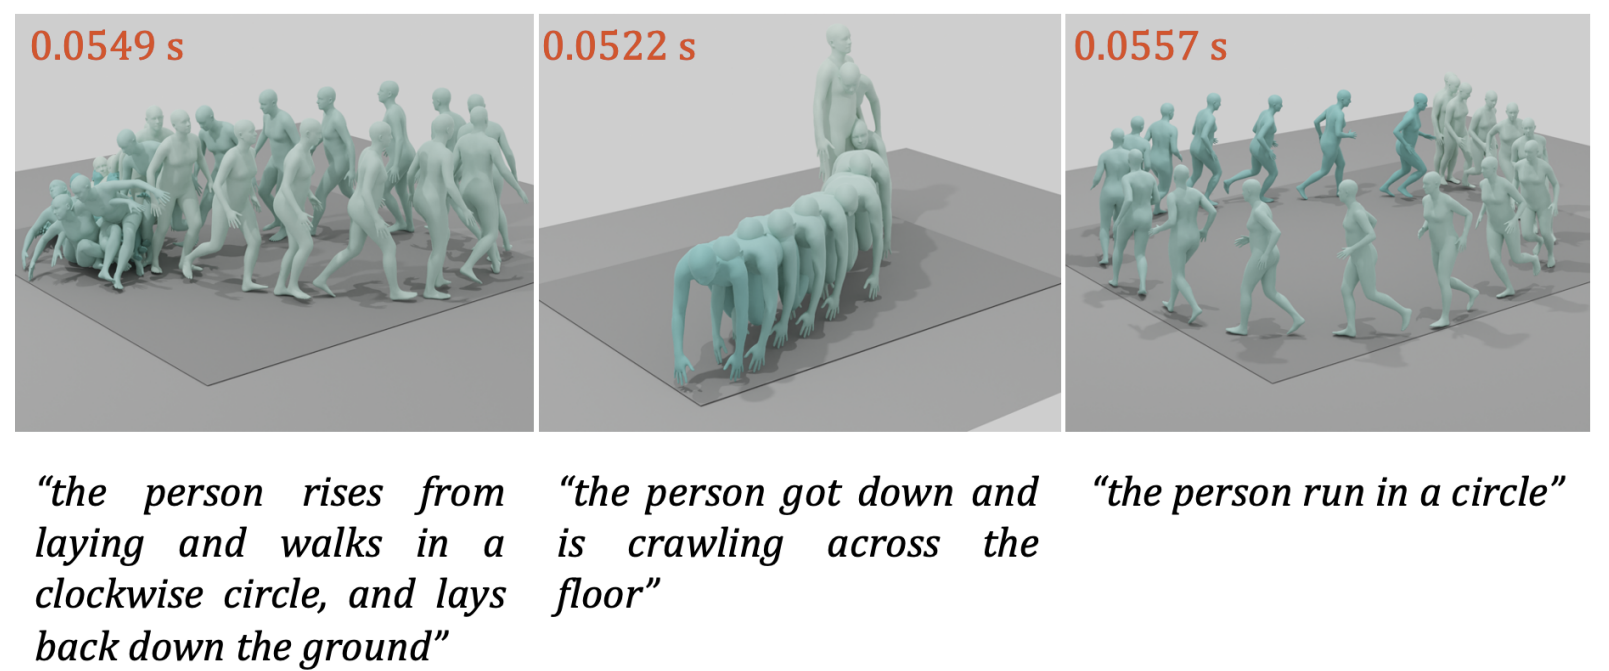 0.0549 s
0.0522 s
0.0557 s
“the person rises from
laying and walks in a
clockwise circle, and lays
back down the ground”
“the person got down and
is crawling across the
floor”
“the person run in a circle”